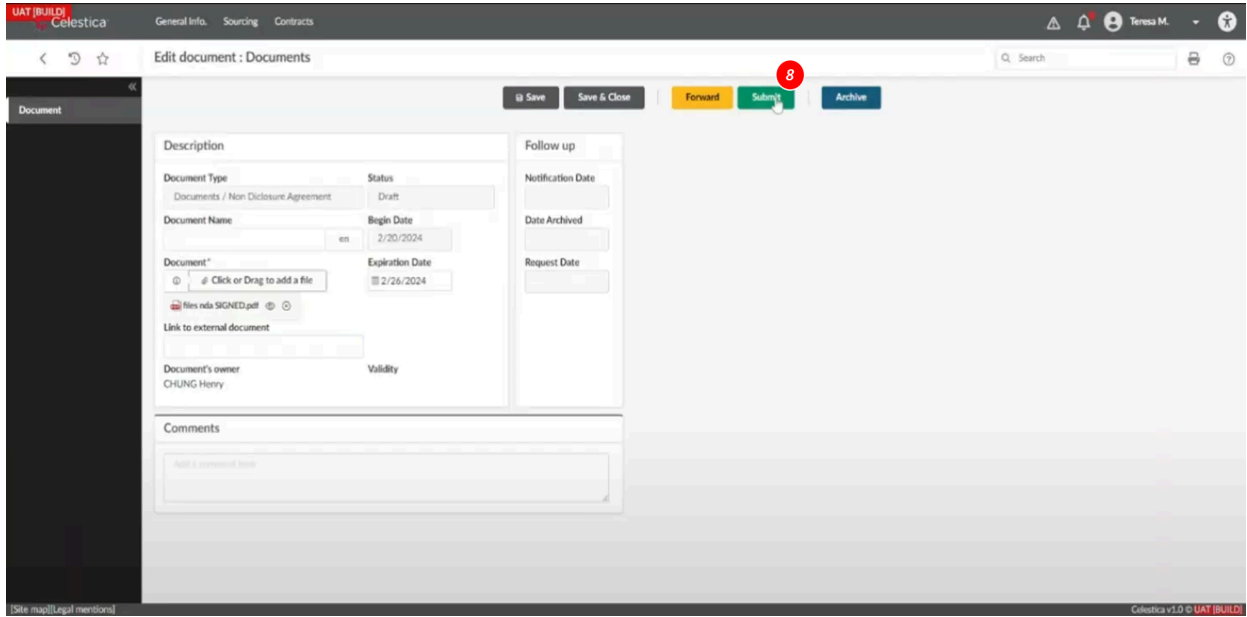 UAT [BUILD]
Celestica
General Info. Sourcing Contracts
Teresa M.
Edit document : Documents
Search
8
Document
Save Save & Close Forward Submit Archive
Description
Follow up
Document Type Status Notification Date
Documents / Non Diclosure Agreement Draft
Document Name Begin Date Date Archived
en 2/20/2024
Document* Expiration Date Request Date
Click or Drag to add a file 2/26/2024
files nda SIGNED.pdf
Link to external document
Document's owner Validity
CHUNG Henry
Comments
Add a comment here
[Site map][Legal mentions]
Celestica v1.0 © UAT [BUILD]